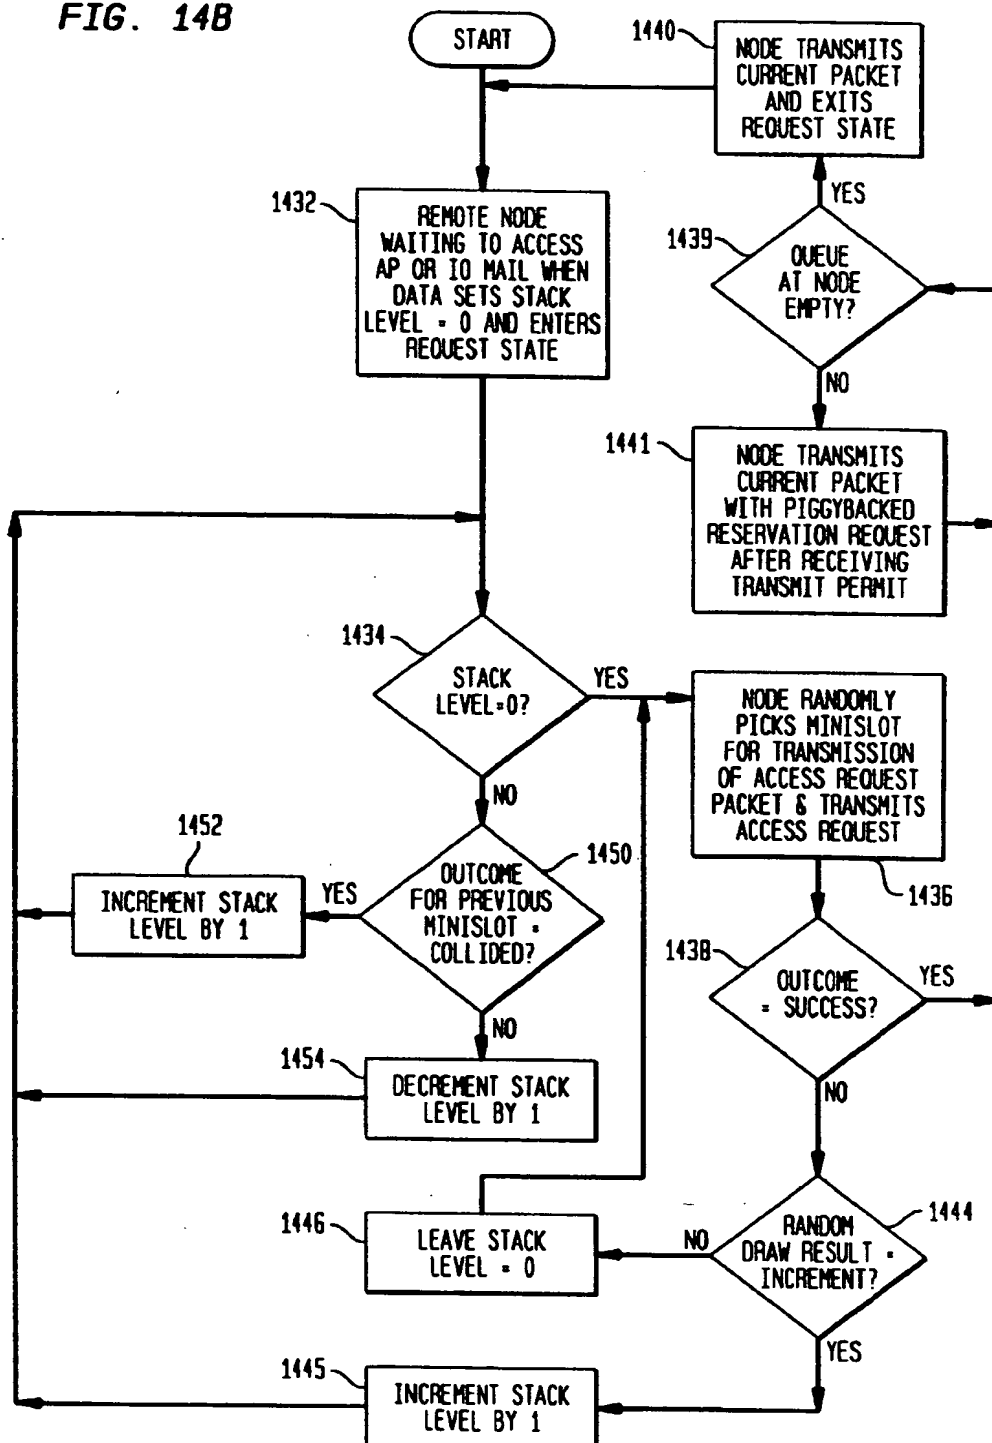 FIG. 14B
START
1440
NODE TRANSMITS
CURRENT PACKET
AND EXITS
REQUEST STATE
YES
1432
REMOTE NODE
WAITING TO ACCESS
AP OR IO MAIL WHEN
DATA SETS STACK
LEVEL = 0 AND ENTERS
REQUEST STATE
1439
QUEUE
AT NODE
EMPTY?
NO
1441
NODE TRANSMITS
CURRENT PACKET
WITH PIGGYBACKED
RESERVATION REQUEST
AFTER RECEIVING
TRANSMIT PERMIT
1434
STACK
LEVEL=0?
YES
NO
NODE RANDOMLY
PICKS MINISLOT
FOR TRANSMISSION
OF ACCESS REQUEST
PACKET & TRANSMITS
ACCESS REQUEST
1436
1452
INCREMENT STACK
LEVEL BY 1
YES
1450
OUTCOME
FOR PREVIOUS
MINISLOT =
COLLIDED?
NO
1438
OUTCOME
= SUCCESS?
YES
NO
1454
DECREMENT STACK
LEVEL BY 1
1446
LEAVE STACK
LEVEL = 0
NO
1444
RANDOM
DRAW RESULT =
INCREMENT?
YES
1445
INCREMENT STACK
LEVEL BY 1